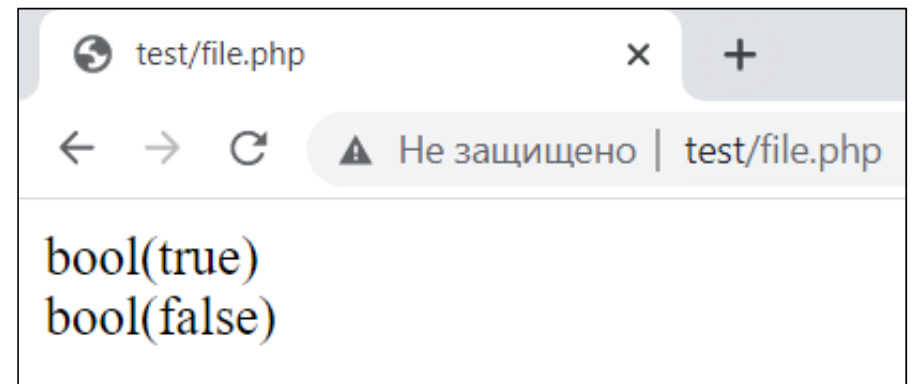 test/file.php
Не защищено | test/file.php
bool(true)
bool(false)